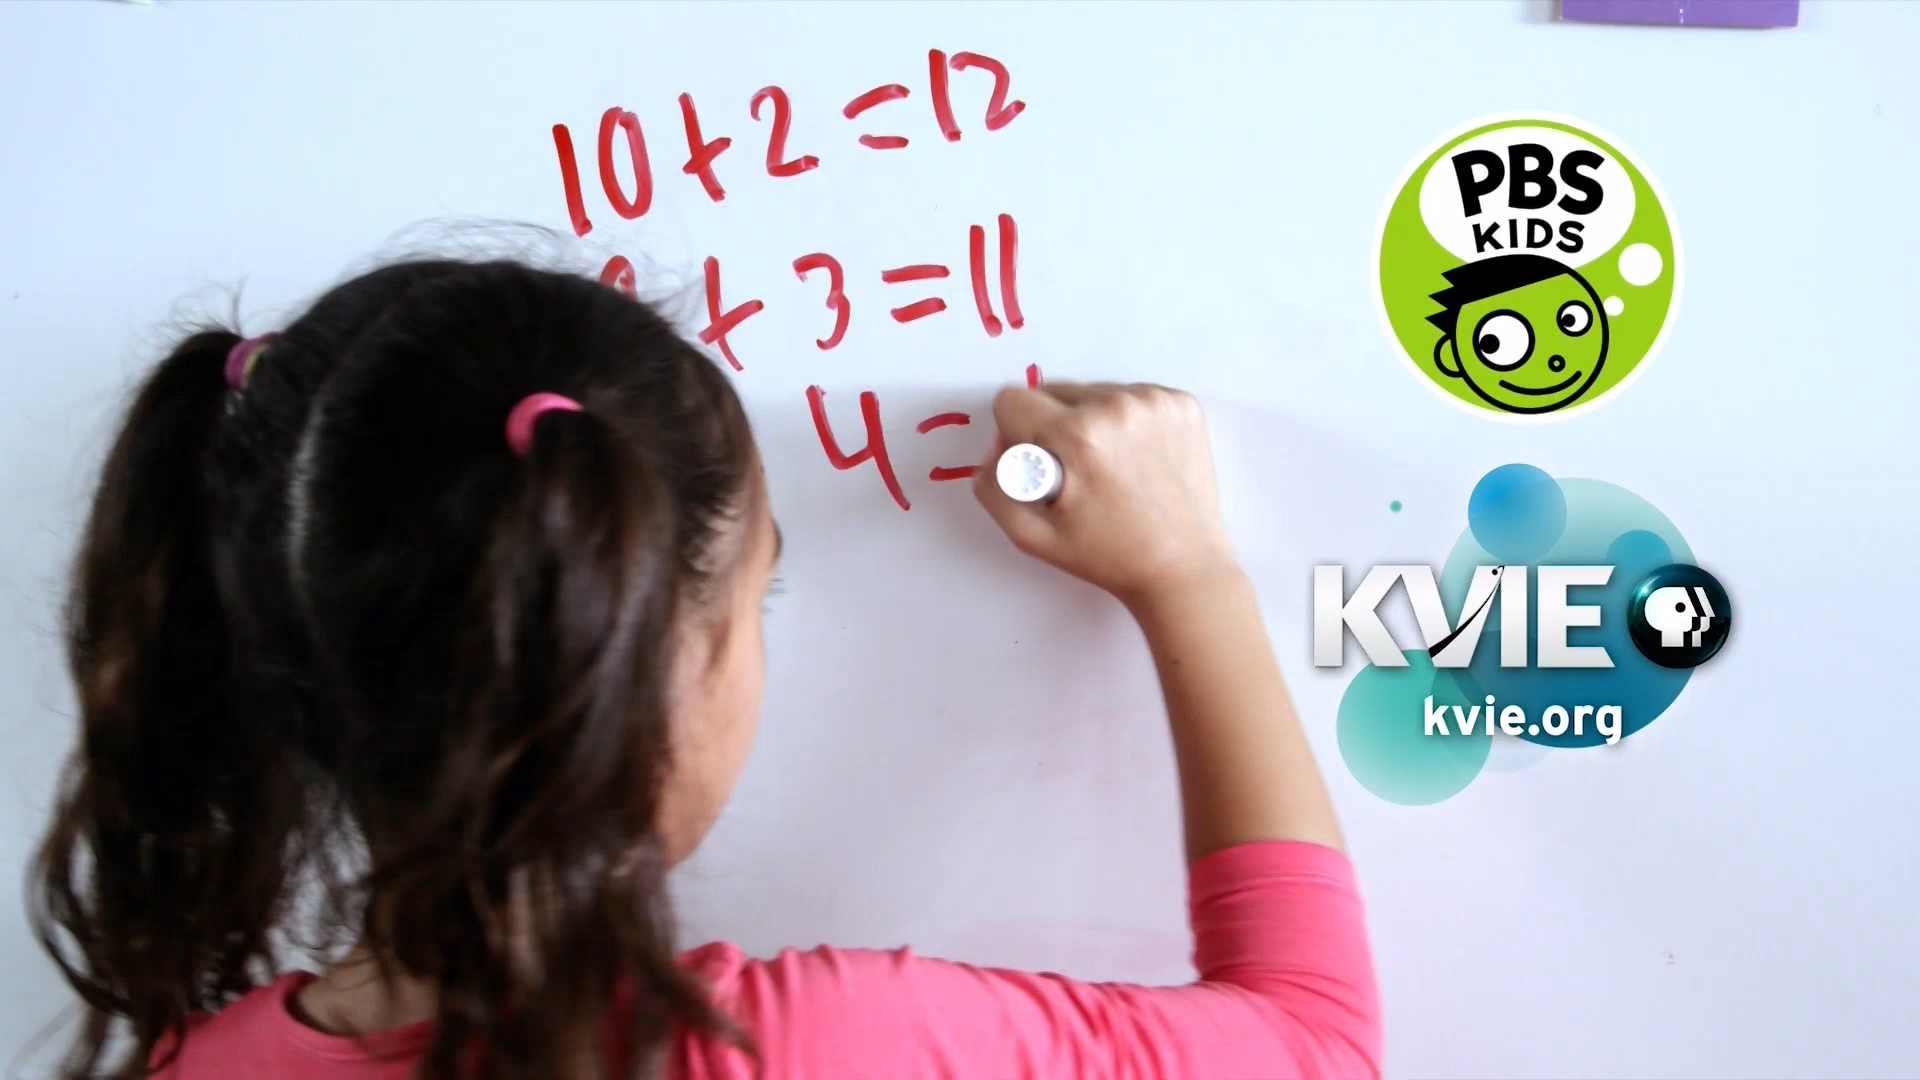 10 + 2 = 12
+ 3 = 11
4 =
PBS
KIDS
KVIE
kvie.org